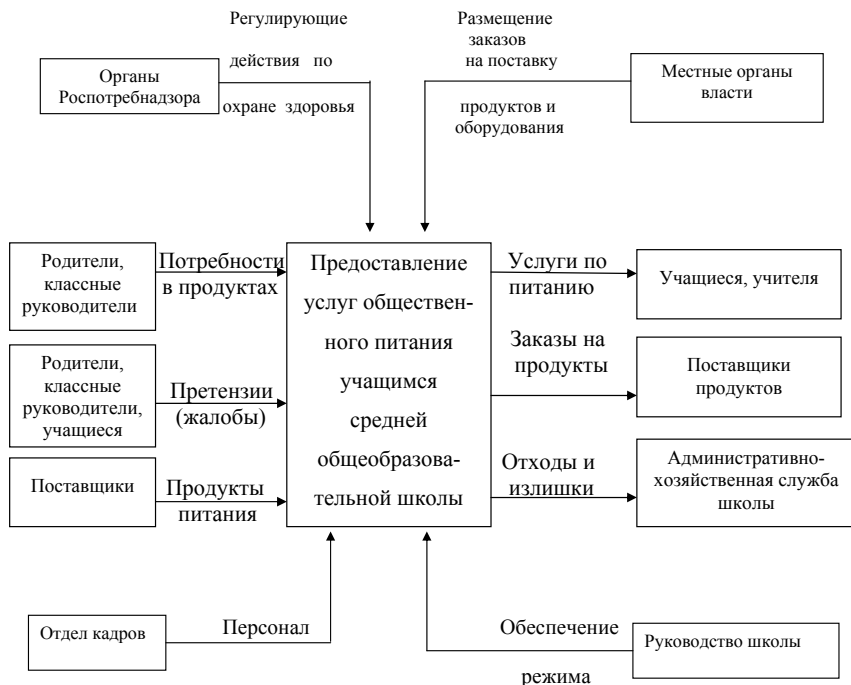 Регулирующие
действия по
охране здоровья
Размещение
заказов
на поставку
продуктов и
оборудования
Органы
Роспотребнадзора
Местные органы
власти
Родители,
классные
руководители
Потребности
в продуктах
Родители,
классные
руководители,
учащиеся
Претензии
(жалобы)
Поставщики
Продукты
питания
Предоставление
услуг обществен-
ного питания
учащимся
средней
общеобразова-
тельной школы
Услуги по
питанию
Учащиеся, учителя
Заказы на
продукты
Поставщики
продуктов
Отходы и
излишки
Административно-
хозяйственная служба
школы
Отдел кадров
Персонал
Обеспечение
режима
Руководство школы